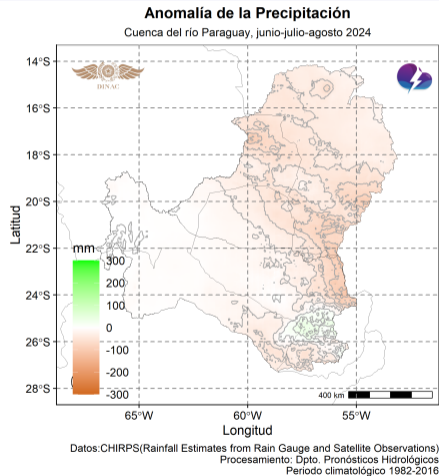 Anomalía de la Precipitación
Cuenca del río Paraguay, junio-julio-agosto 2024
14°S
16°S
18°S
20°S
22°S
24°S
26°S
28°S
Latitud
DINAC
mm
300
200
100
0
-100
-200
-300
400 km
65°W
60°W
55°W
Longitud
Datos:CHIRPS(Rainfall Estimates from Rain Gauge and Satellite Observations)
Procesamiento: Dpto. Pronósticos Hidrológicos
Periodo climatológico 1982-2016